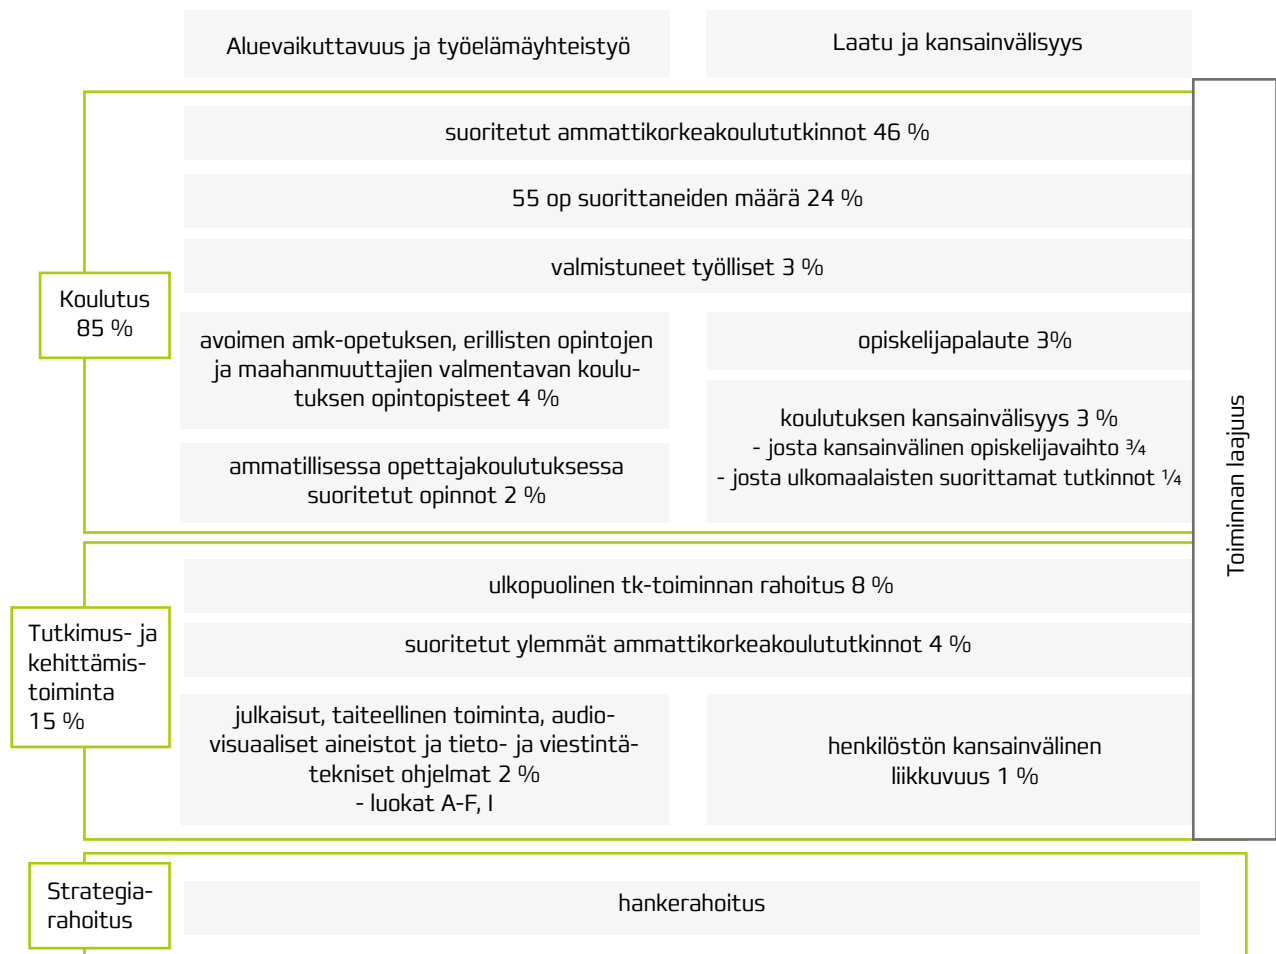 Aluevaikuttavuus ja työelämäyhteistyö
Laatu ja kansainvälisyys
suoritetut ammattikorkeakoulututkinnot 46 %
55 op suorittaneiden määrä 24 %
valmistuneet työlliset 3 %
Koulutus
85 %
avoimen amk-opetuksen, erillisten opintojen
ja maahanmuuttajien valmentavan koulu-
tuksen opintopisteet 4 %
opiskelijapalaute 3%
koulutuksen kansainvälisyys 3 %
- josta kansainvälinen opiskelijavaihto ¾
- josta ulkomaalaisten suorittamat tutkinnot ¼
ammatillisessa opettajakoulutuksessa
suoritetut opinnot 2 %
Toiminnan laajuus
ulkopuolinen tk-toiminnan rahoitus 8 %
suoritetut ylemmät ammattikorkeakoulututkinnot 4 %
Tutkimus- ja
kehittämis-
toiminta
15 %
julkaisut, taiteellinen toiminta, audio-
visuaaliset aineistot ja tieto- ja viestintä-
tekniset ohjelmat 2 %
- luokat A-F, I
henkilöstön kansainvälinen
liikkuvuus 1 %
Strategia-
rahoitus
hankerahoitus